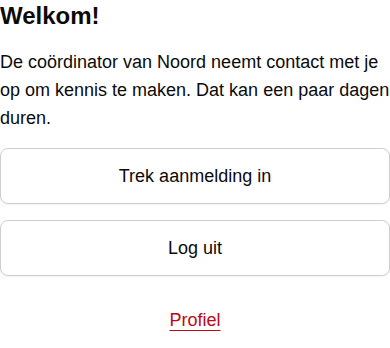 Welkom!
De coördinator van Noord neemt contact met je
op om kennis te maken. Dat kan een paar dagen
duren.
Trek aanmelding in
Log uit
Profiel